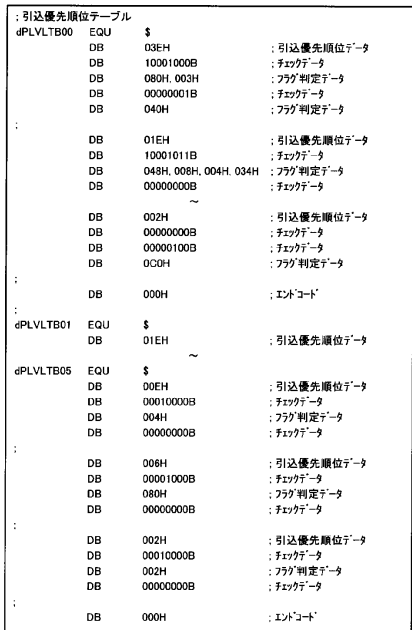 ;引込優先順位テーブル
dPLVLTB00 EQU $
DB 03EH ;引込優先順位ﾃﾞｰﾀ
DB 10001000B ;ﾁｪｯｸﾃﾞｰﾀ
DB 080H, 003H ;ﾌﾗｸﾞ判定ﾃﾞｰﾀ
DB 00000001B ;ﾁｪｯｸﾃﾞｰﾀ
DB 040H ;ﾌﾗｸﾞ判定ﾃﾞｰﾀ
;
DB 01EH ;引込優先順位ﾃﾞｰﾀ
DB 10001011B ;ﾁｪｯｸﾃﾞｰﾀ
DB 048H, 008H, 004H, 034H ;ﾌﾗｸﾞ判定ﾃﾞｰﾀ
DB 00000000B ;ﾁｪｯｸﾃﾞｰﾀ
～
DB 002H ;引込優先順位ﾃﾞｰﾀ
DB 00000000B ;ﾁｪｯｸﾃﾞｰﾀ
DB 00000100B ;ﾁｪｯｸﾃﾞｰﾀ
DB 0C0H ;ﾌﾗｸﾞ判定ﾃﾞｰﾀ
;
DB 000H ;ｴﾝﾄﾞｺｰﾄﾞ
;
dPLVLTB01 EQU $
DB 01EH ;引込優先順位ﾃﾞｰﾀ
～
dPLVLTB05 EQU $
DB 00EH ;引込優先順位ﾃﾞｰﾀ
DB 00010000B ;ﾁｪｯｸﾃﾞｰﾀ
DB 004H ;ﾌﾗｸﾞ判定ﾃﾞｰﾀ
DB 00000000B ;ﾁｪｯｸﾃﾞｰﾀ
;
DB 006H ;引込優先順位ﾃﾞｰﾀ
DB 00001000B ;ﾁｪｯｸﾃﾞｰﾀ
DB 080H ;ﾌﾗｸﾞ判定ﾃﾞｰﾀ
DB 00000000B ;ﾁｪｯｸﾃﾞｰﾀ
;
DB 002H ;引込優先順位ﾃﾞｰﾀ
DB 00010000B ;ﾁｪｯｸﾃﾞｰﾀ
DB 002H ;ﾌﾗｸﾞ判定ﾃﾞｰﾀ
DB 00000000B ;ﾁｪｯｸﾃﾞｰﾀ
;
DB 000H ;ｴﾝﾄﾞｺｰﾄﾞ